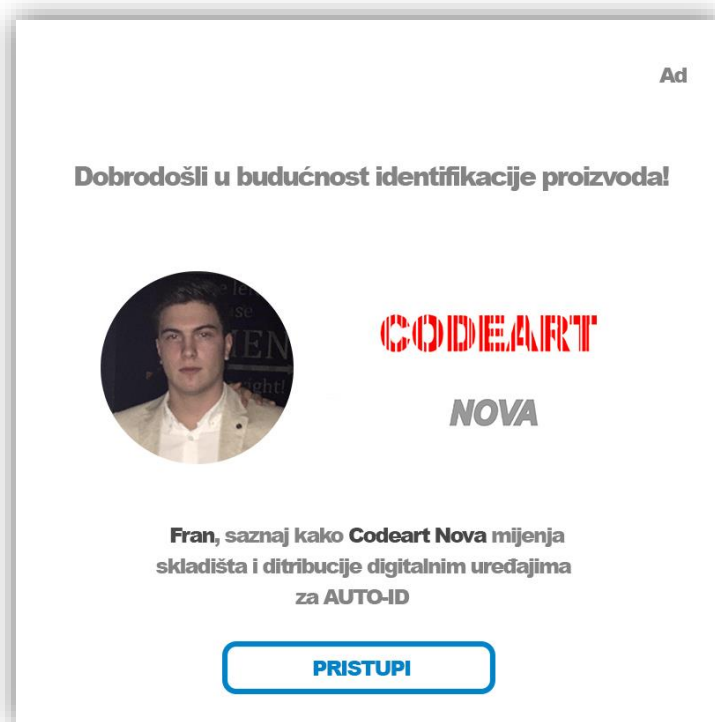 Ad
Dobrodošli u budućnost identifikacije proizvoda!
CODEART
NOVA
Fran, saznaj kako Codeart Nova mijenja
skladišta i ditribucije digitalnim uređajima
za AUTO-ID
PRISTUPI